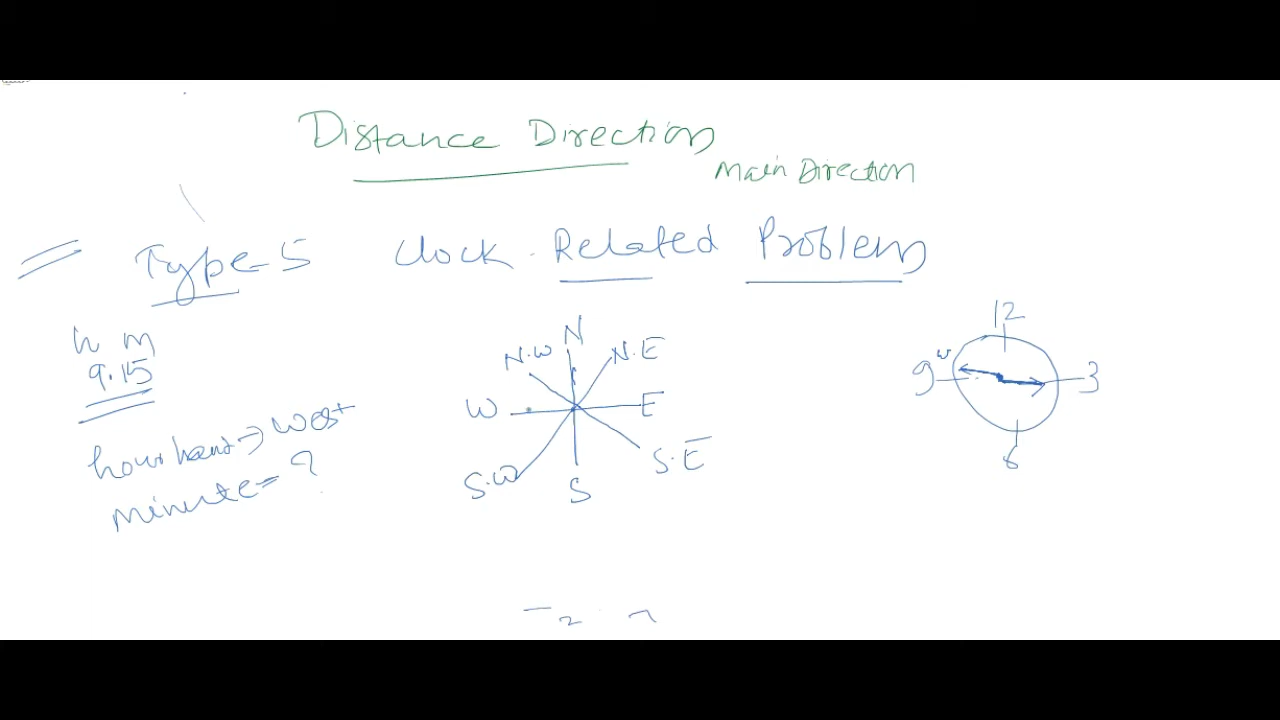 Distance Direction
Main Direction
Type-5 Clock Related Problem
h m
9.15
hour hand → West
minute = ?
N
N.W
N.E
W
E
S.W
S.E
S
12
9
w
3
6